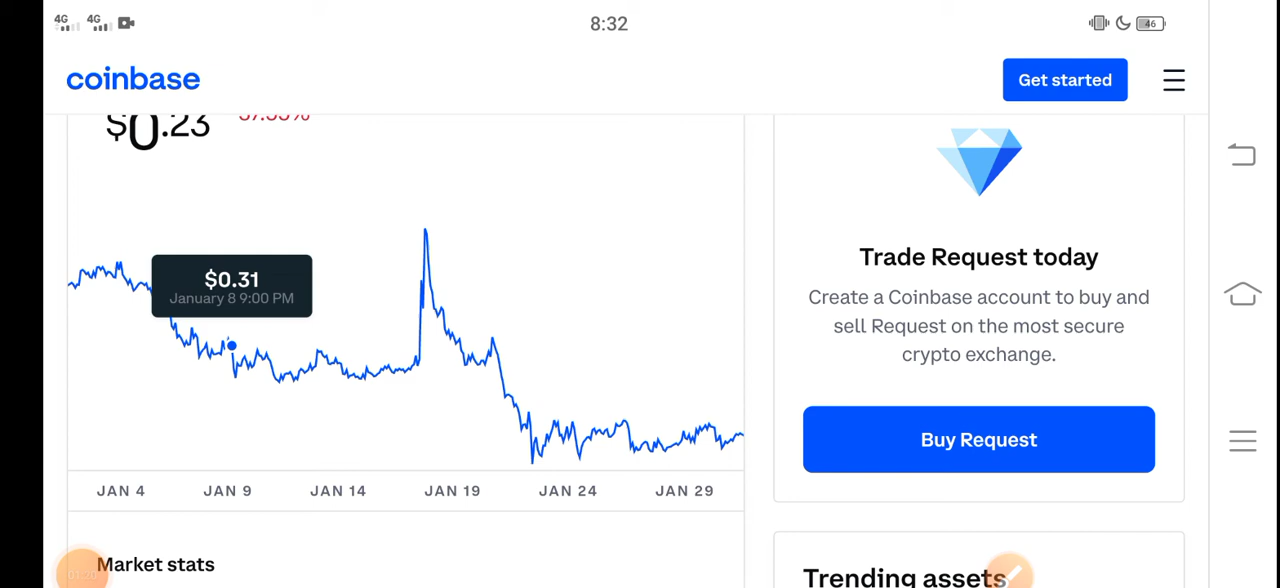 4G 4G 8:32 46
coinbase
Get started
$0.23
$0.31
January 8 9:00 PM
JAN 4 JAN 9 JAN 14 JAN 19 JAN 24 JAN 29
Market stats
Trade Request today
Create a Coinbase account to buy and
sell Request on the most secure
crypto exchange.
Buy Request
Trending assets